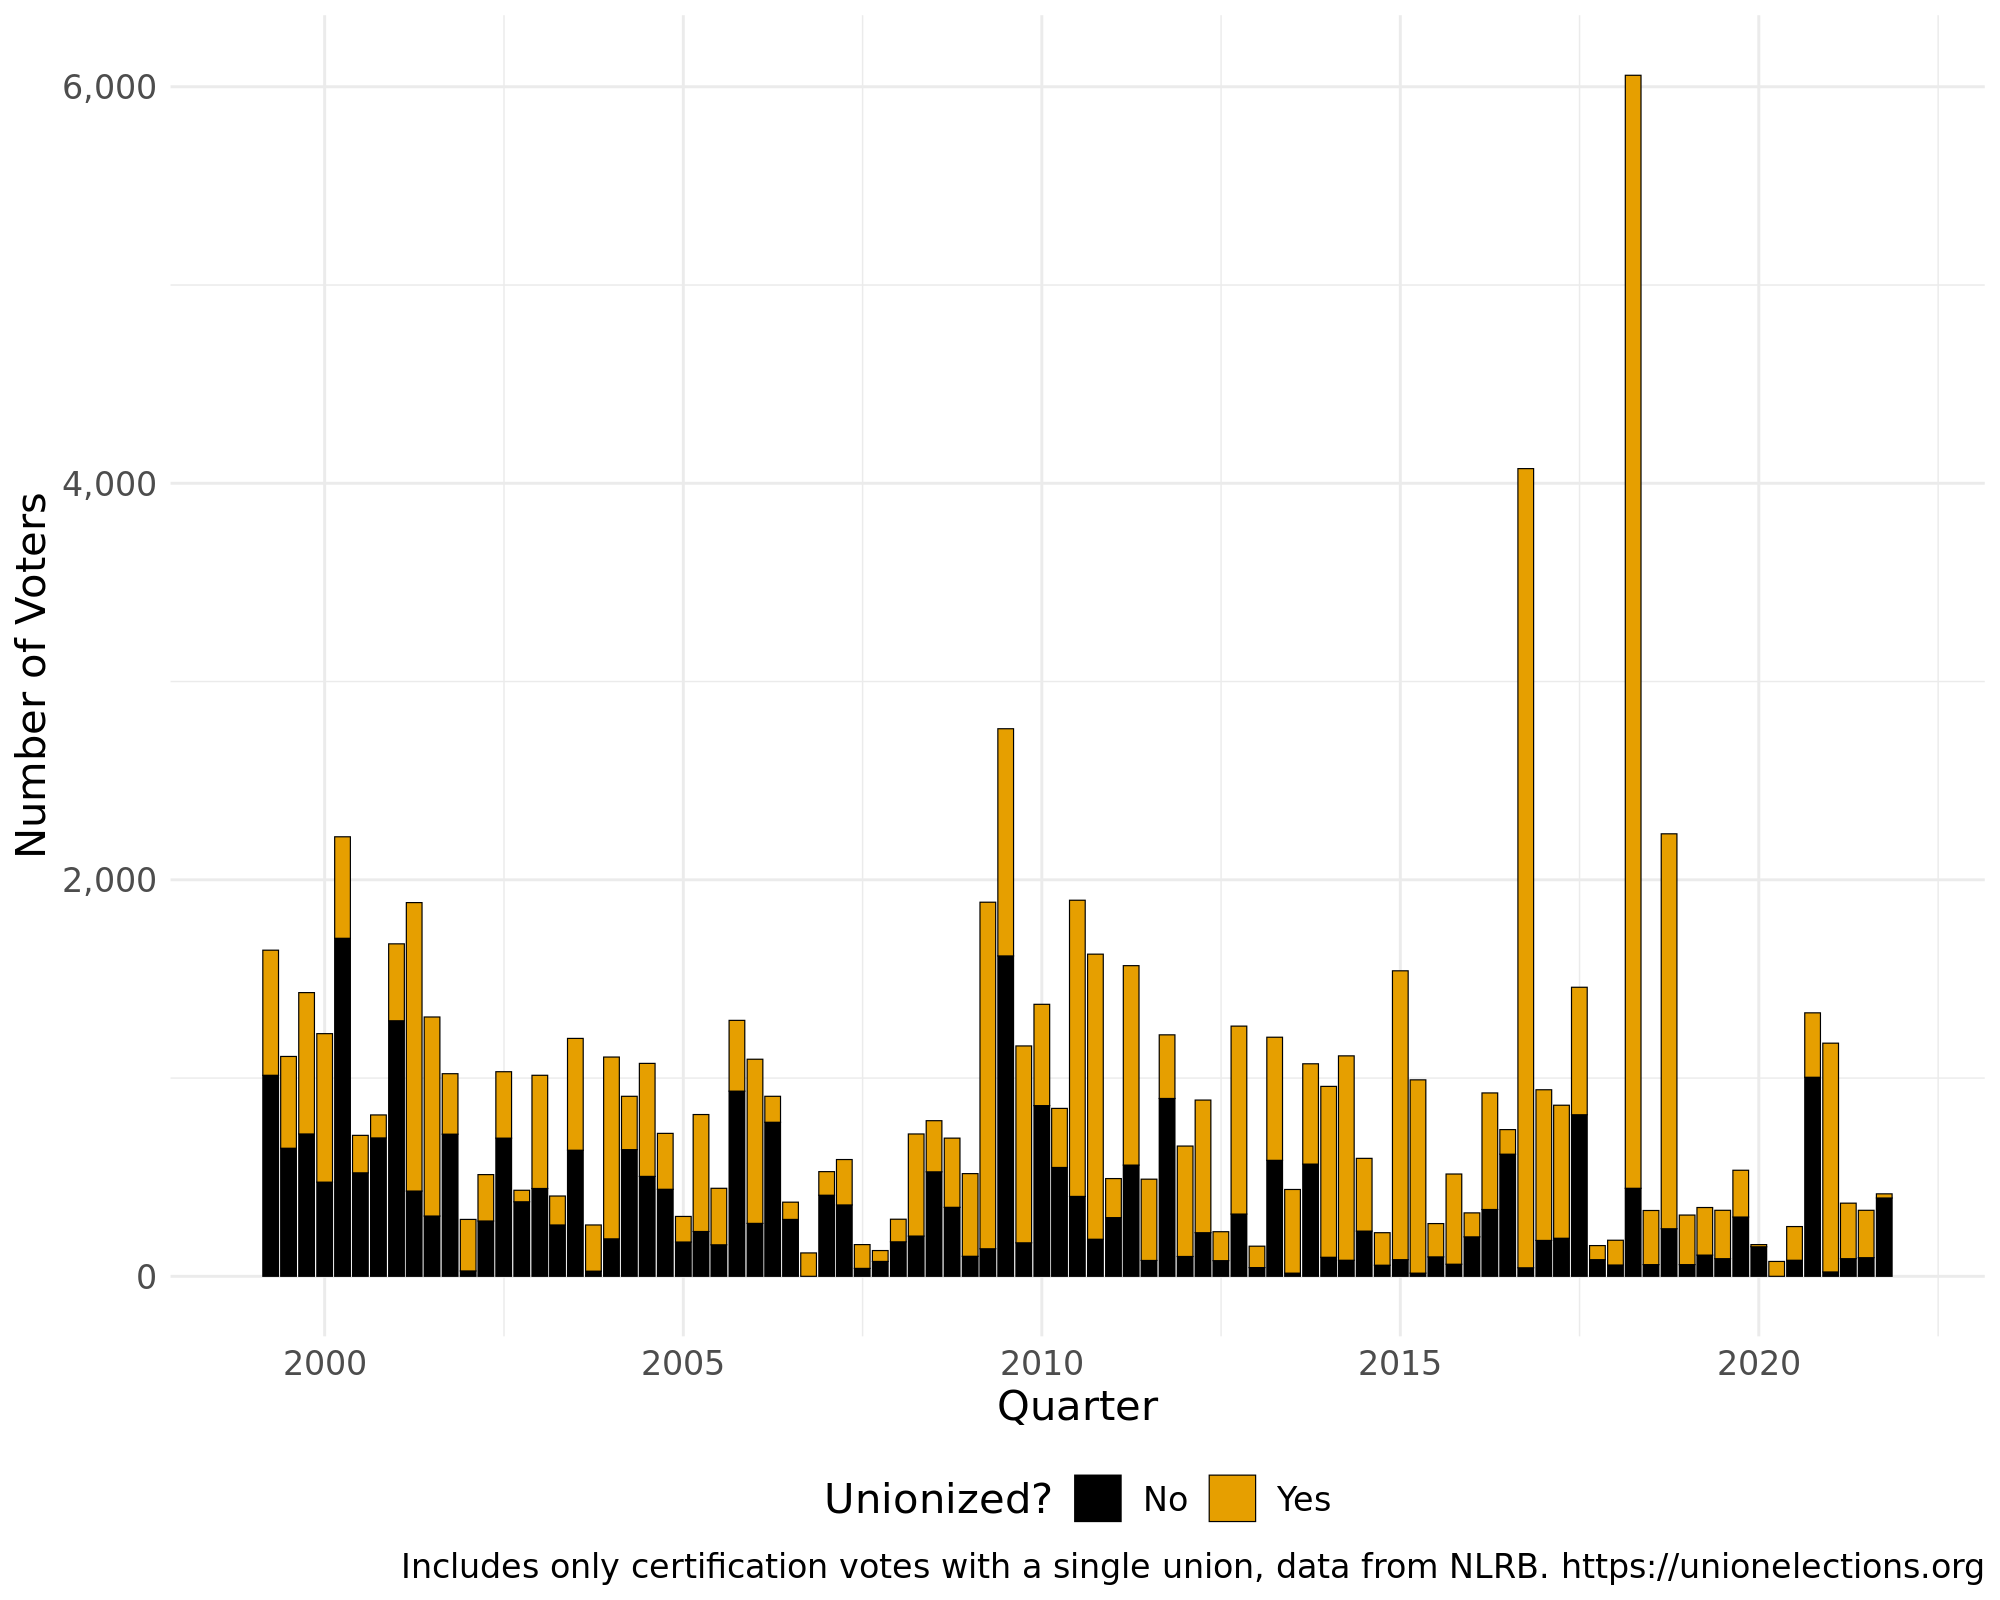 6,000
4,000
2,000
0
Number of Voters
2000
2005
2010
2015
2020
Quarter
Unionized?
No
Yes
Includes only certification votes with a single union, data from NLRB. https://unionelections.org